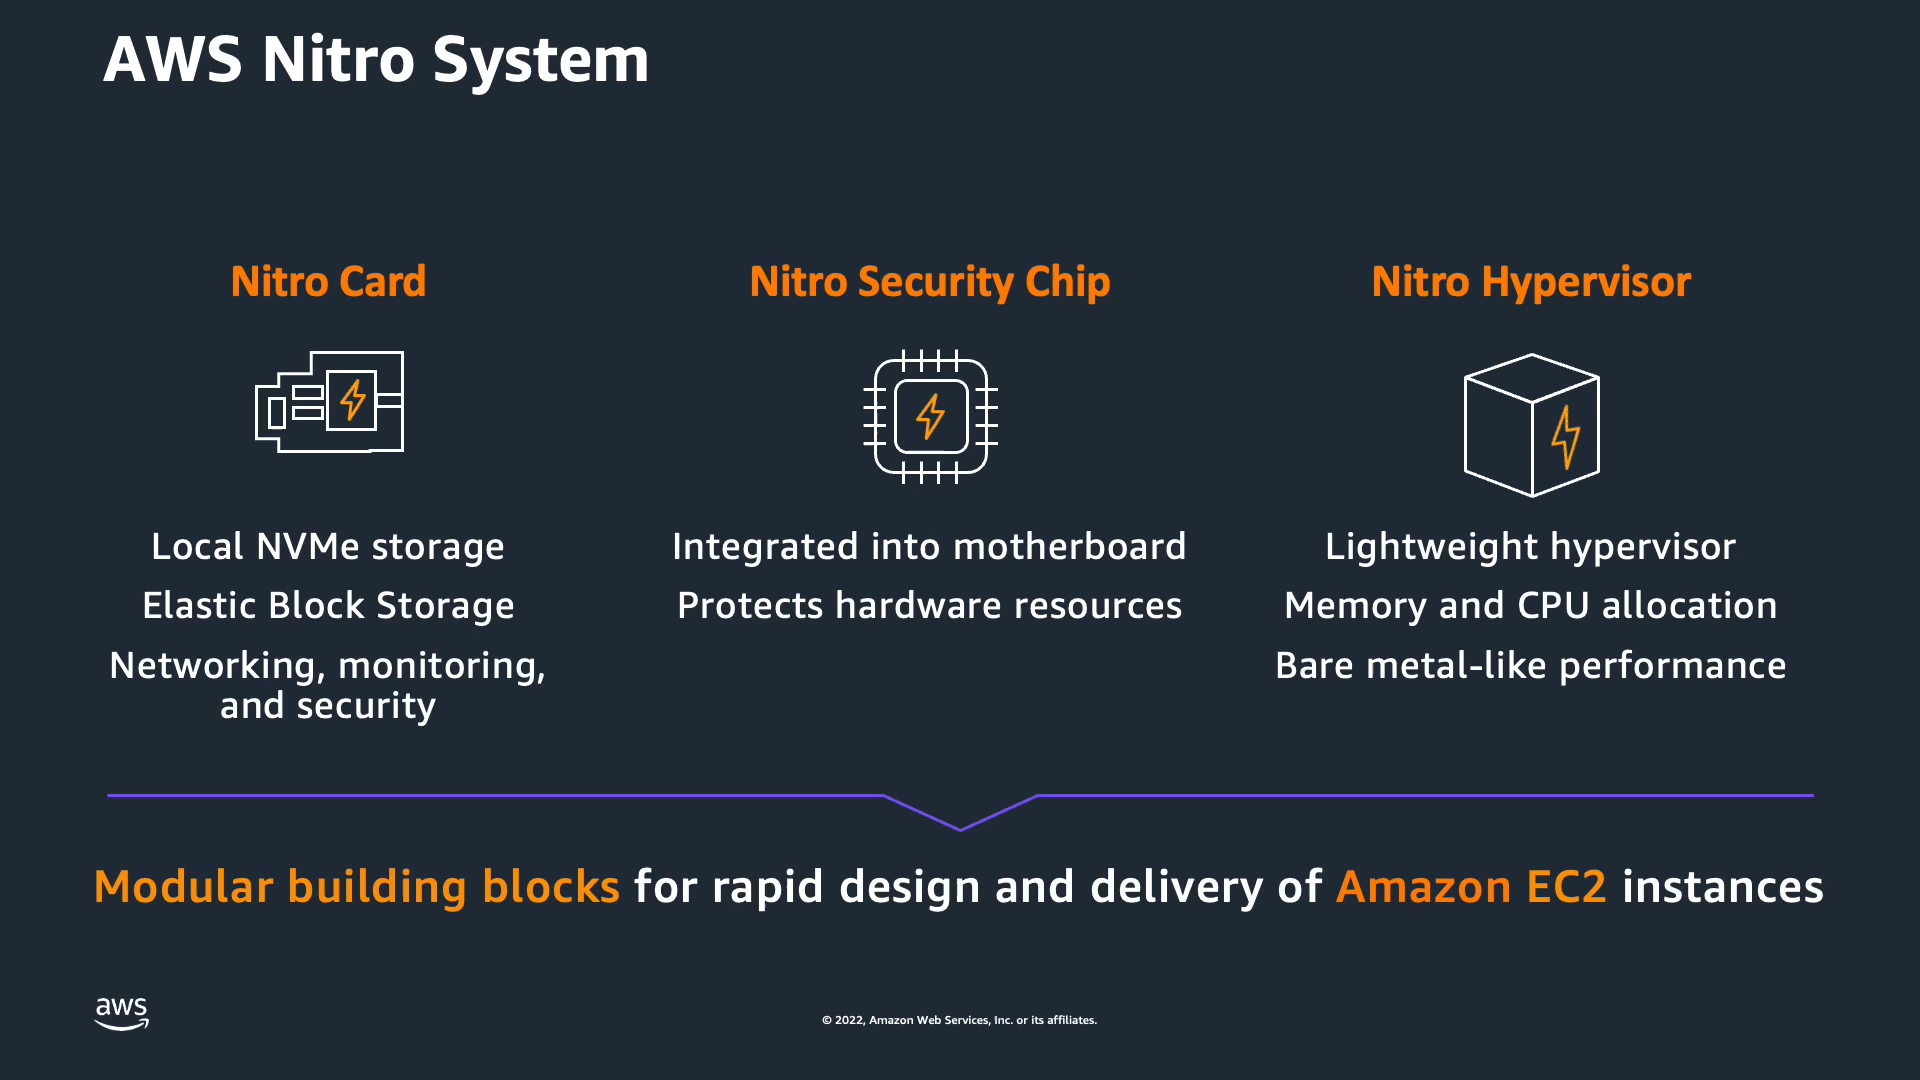 AWS Nitro System
Nitro Card
Local NVMe storage
Elastic Block Storage
Networking, monitoring,
and security
Nitro Security Chip
Integrated into motherboard
Protects hardware resources
Nitro Hypervisor
Lightweight hypervisor
Memory and CPU allocation
Bare metal-like performance
Modular building blocks for rapid design and delivery of Amazon EC2 instances
aws
© 2022, Amazon Web Services, Inc. or its affiliates.